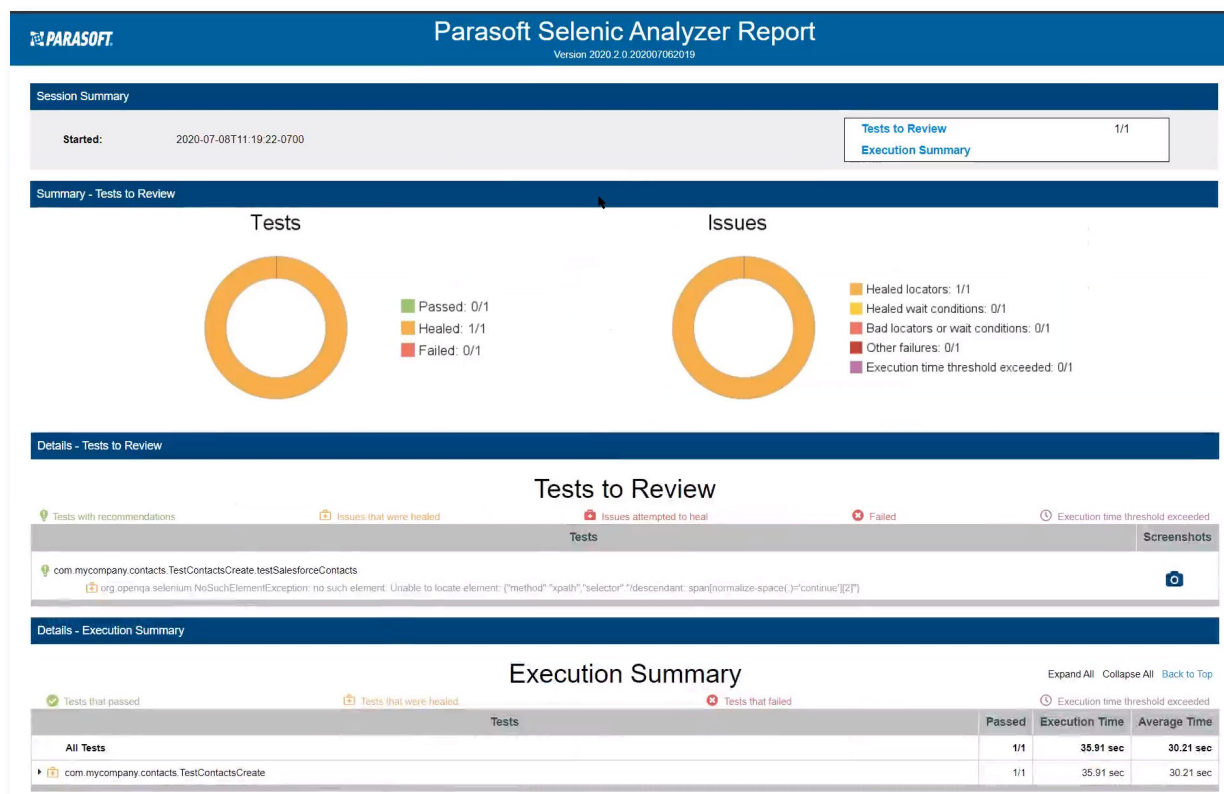 PARASOFT.
Parasoft Selenic Analyzer Report
Version 2020.2.0.202007062019
Session Summary
Started: 2020-07-08T11:19:22-0700
Tests to Review 1/1
Execution Summary
Summary - Tests to Review
Tests
Passed: 0/1
Healed: 1/1
Failed: 0/1
Issues
Healed locators: 1/1
Healed wait conditions: 0/1
Bad locators or wait conditions: 0/1
Other failures: 0/1
Execution time threshold exceeded: 0/1
Details - Tests to Review
Tests to Review
Tests with recommendations Issues that were healed Issues attempted to heal Failed Execution time threshold exceeded
Tests Screenshots
com.mycompany.contacts.TestContactsCreate.testSalesforceContacts
org.openqa.selenium.NoSuchElementException: no such element: Unable to locate element: {"method":"xpath","selector":"/descendant::span[normalize-space(.)='continue'][2]"}
Details - Execution Summary
Execution Summary
Expand All Collapse All Back to Top
Tests that passed Tests that were healed Tests that failed Execution time threshold exceeded
Tests Passed Execution Time Average Time
All Tests 1/1 35.91 sec 30.21 sec
com.mycompany.contacts.TestContactsCreate 1/1 35.91 sec 30.21 sec